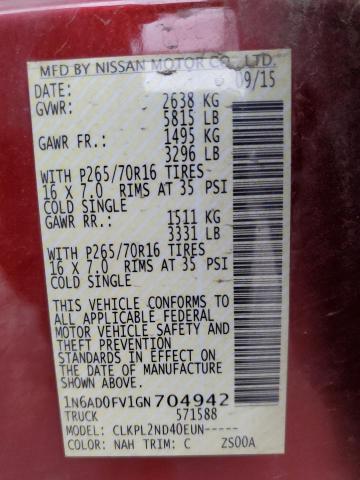 MFD BY NISSAN MOTOR CO., LTD.
DATE: 09/15
GVWR: 2638 KG
5815 LB
GAWR FR.: 1495 KG
3296 LB
WITH P265/70R16 TIRES
16 X 7.0 RIMS AT 35 PSI
COLD SINGLE
GAWR RR.: 1511 KG
3331 LB
WITH P265/70R16 TIRES
16 X 7.0 RIMS AT 35 PSI
COLD SINGLE
THIS VEHICLE CONFORMS TO
ALL APPLICABLE FEDERAL
MOTOR VEHICLE SAFETY AND
THEFT PREVENTION
STANDARDS IN EFFECT ON
THE DATE OF MANUFACTURE
SHOWN ABOVE.
1N6AD0FV1GN704942
TRUCK 571588
MODEL: CLKPL2ND40EUN-----
COLOR: NAH TRIM: C ZS00A